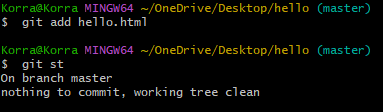 Korra@Korra MINGW64 ~/OneDrive/Desktop/hello (master)
$ git add hello.html
Korra@Korra MINGW64 ~/OneDrive/Desktop/hello (master)
$ git st
On branch master
nothing to commit, working tree clean